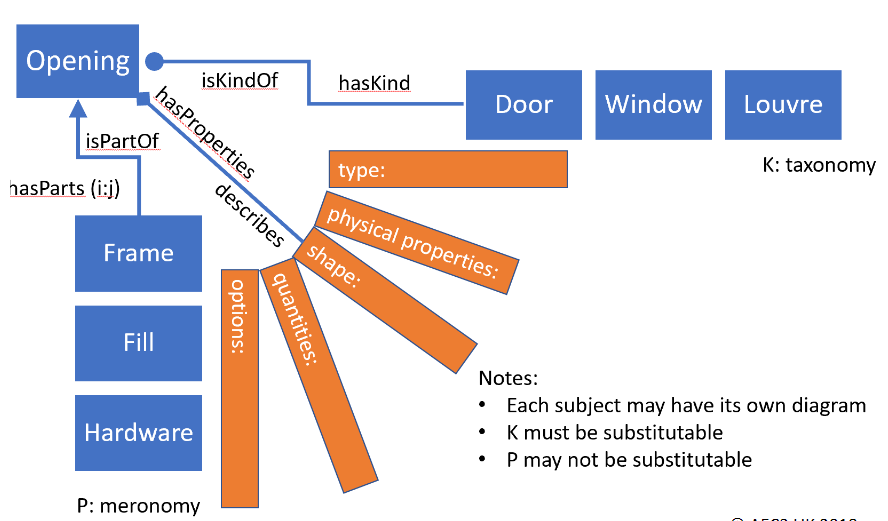 Opening
isKindOf
hasKind
Door
Window
Louvre
hasProperties
describes
isPartOf
hasParts (i:j)
type:
K: taxonomy
physical properties:
shape:
quantities:
options:
Frame
Fill
Hardware
P: meronomy
Notes:
• Each subject may have its own diagram
• K must be substitutable
• P may not be substitutable